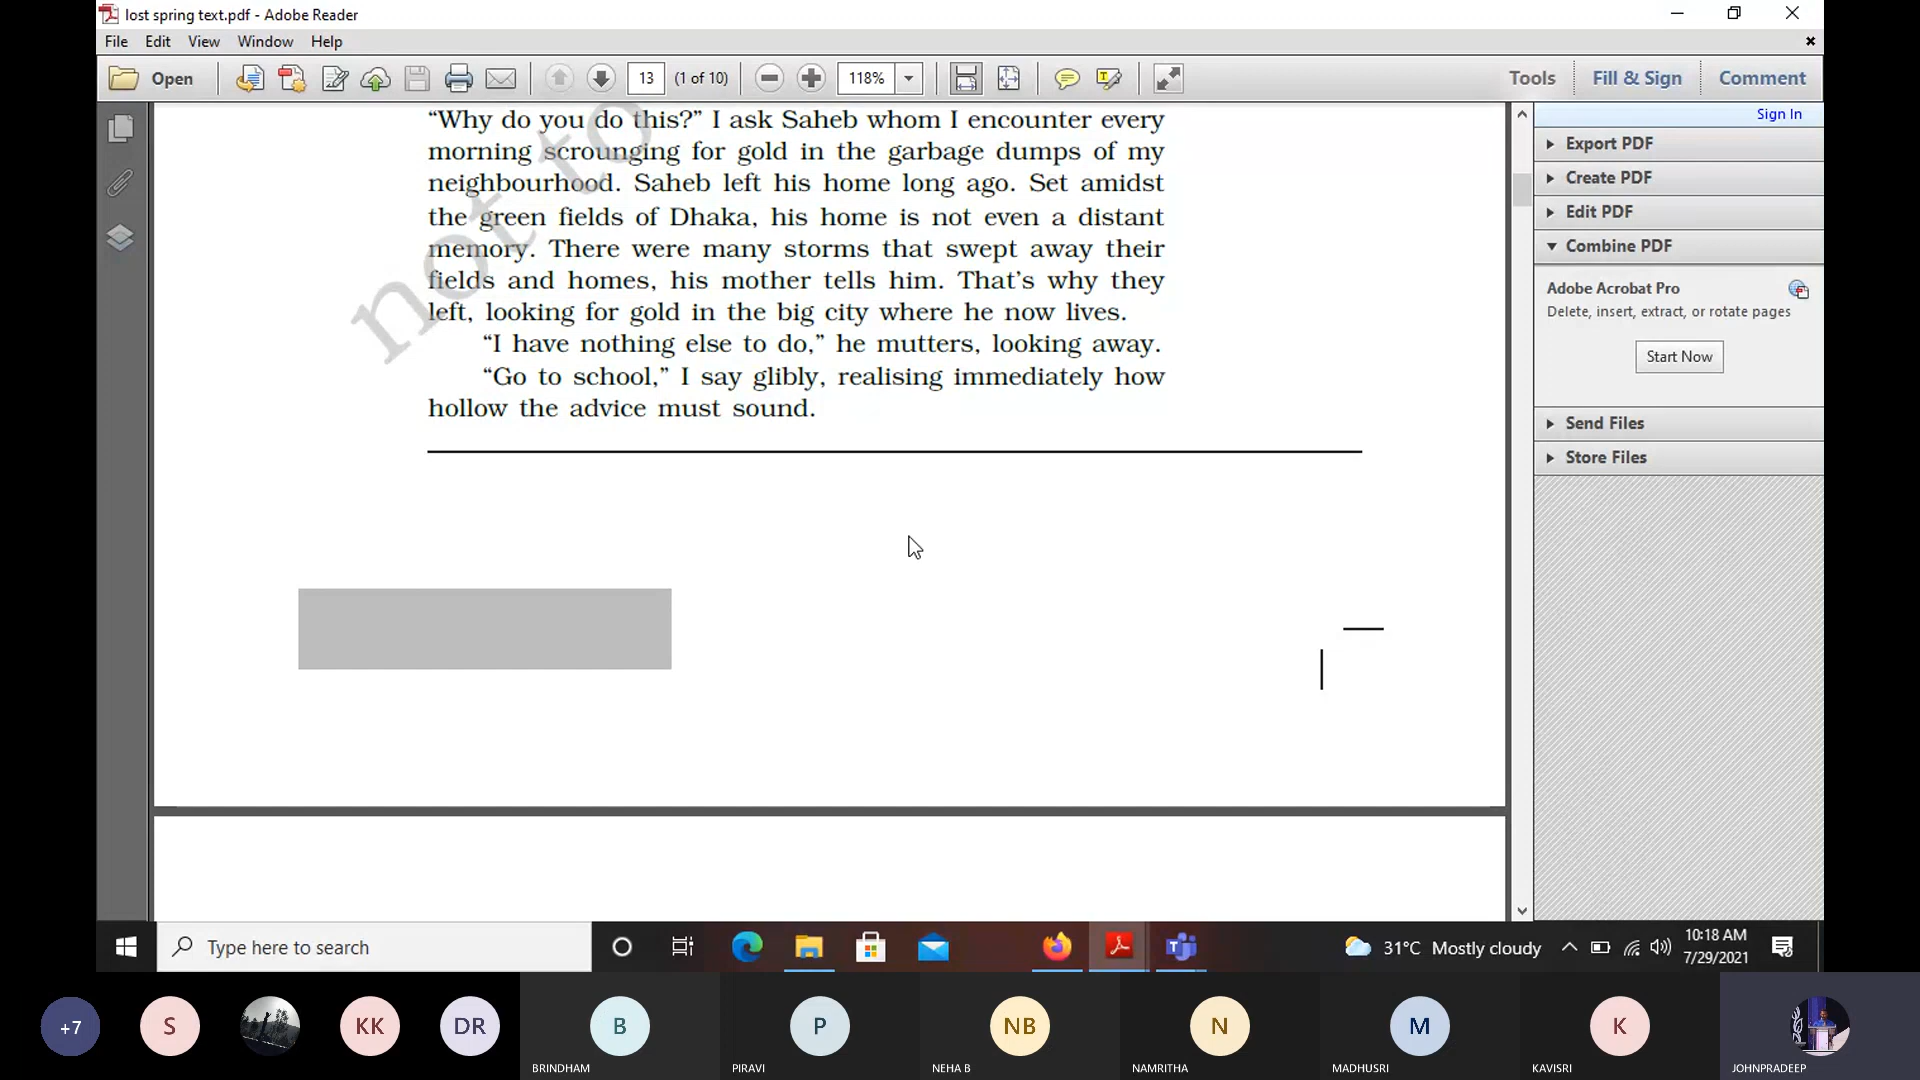 lost spring text.pdf - Adobe Reader
File Edit View Window Help
Open 13 (1 of 10) 118% Tools Fill & Sign Comment
Sign In
Export PDF
Create PDF
Edit PDF
Combine PDF
Adobe Acrobat Pro
Delete, insert, extract, or rotate pages
Start Now
Send Files
Store Files
not to
“Why do you do this?” I ask Saheb whom I encounter every
morning scrounging for gold in the garbage dumps of my
neighbourhood. Saheb left his home long ago. Set amidst
the green fields of Dhaka, his home is not even a distant
memory. There were many storms that swept away their
fields and homes, his mother tells him. That’s why they
left, looking for gold in the big city where he now lives.
“I have nothing else to do,” he mutters, looking away.
“Go to school,” I say glibly, realising immediately how
hollow the advice must sound.
Type here to search
31°C Mostly cloudy
10:18 AM
7/29/2021
+7 S KK DR B P NB N M K
BRINDHAM PIRAVI NEHA B NAMRITHA MADHUSRI KAVISRI JOHNPRADEEP